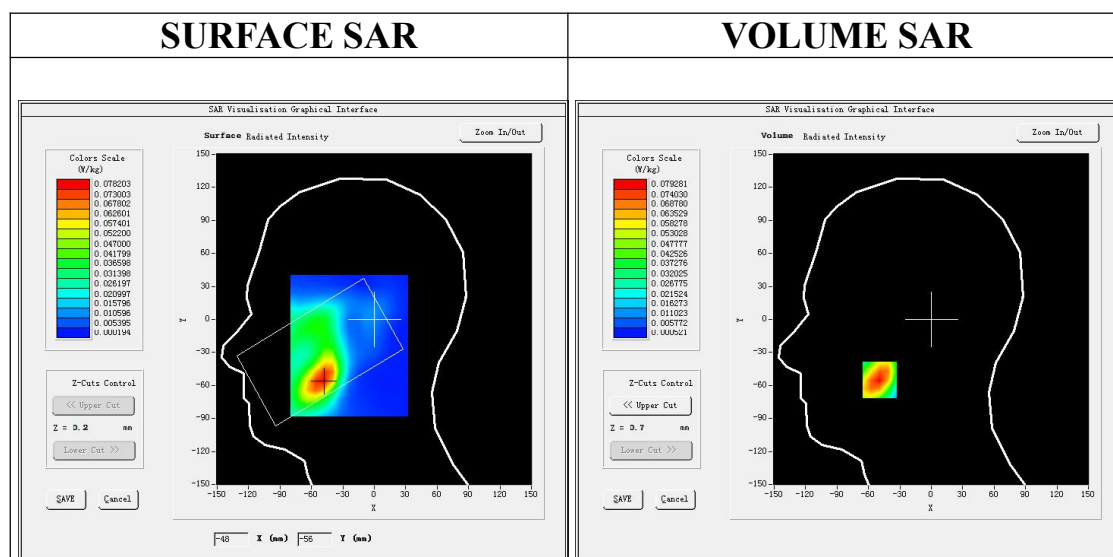 SURFACE SAR
SAR Visualisation Graphical Interface
Surface Radiated Intensity
Zoom In/Out
Colors Scale
(W/kg)
0.078203
0.073003
0.067802
0.062601
0.057401
0.052200
0.047000
0.041799
0.036598
0.031398
0.026197
0.020997
0.015796
0.010596
0.005395
0.000194
Z-Cuts Control
<< Upper Cut
Z = mm
Lower Cut >>
SAVE Cancel
150
120
90
60
30
0
-30
-60
-90
-120
-150
Y
-150 -120 -90 -60 -30 0 30 60 90 120 150
X
-48 X (mm) -56 Y (mm)
VOLUME SAR
SAR Visualisation Graphical Interface
Volume Radiated Intensity
Zoom In/Out
Colors Scale
(W/kg)
0.079281
0.074030
0.068780
0.063529
0.058278
0.053028
0.047777
0.042526
0.037276
0.032025
0.026775
0.021524
0.016273
0.011023
0.005772
0.000521
Z-Cuts Control
<< Upper Cut
Z = mm
Lower Cut >>
SAVE Cancel
150
120
90
60
30
0
-30
-60
-90
-120
-150
Y
-150 -120 -90 -60 -30 0 30 60 90 120 150
X